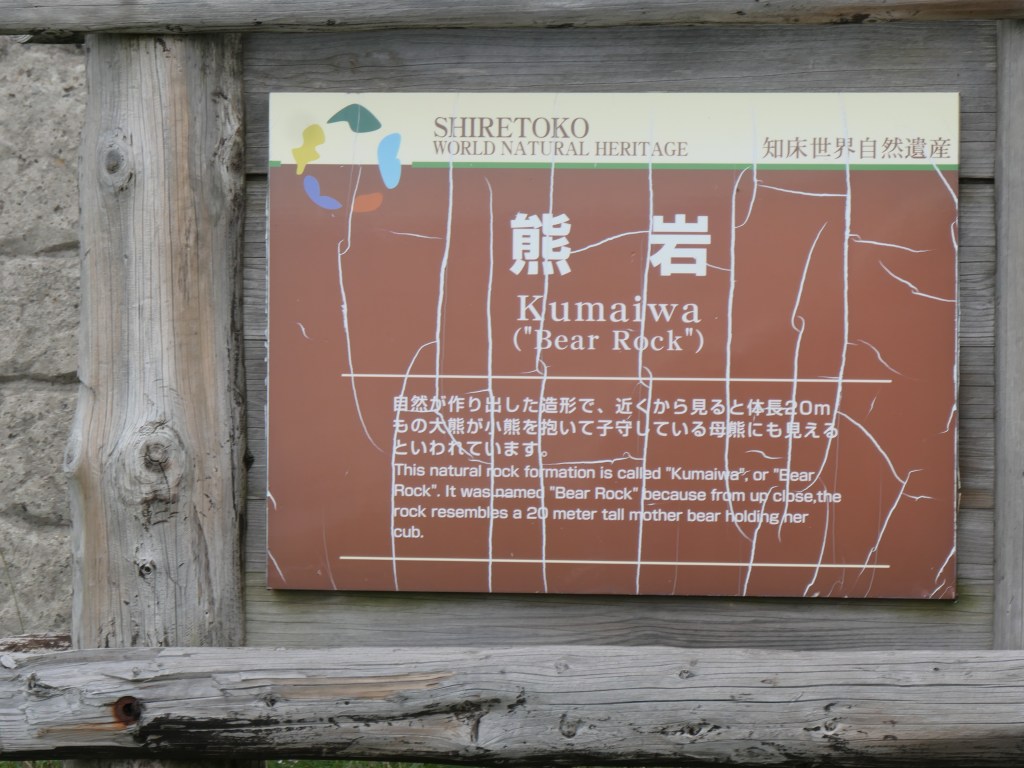 SHIRETOKO
WORLD NATURAL HERITAGE
知床世界自然遺産
熊 岩
Kumaiwa
("Bear Rock")
自然が作り出した造形で、近くから見ると体長20m
もの大熊が小熊を抱いて子守している母熊にも見える
といわれています。
This natural rock formation is called "Kumaiwa", or "Bear
Rock". It was named "Bear Rock" because from up close,the
rock resembles a 20 meter tall mother bear holding her
cub.